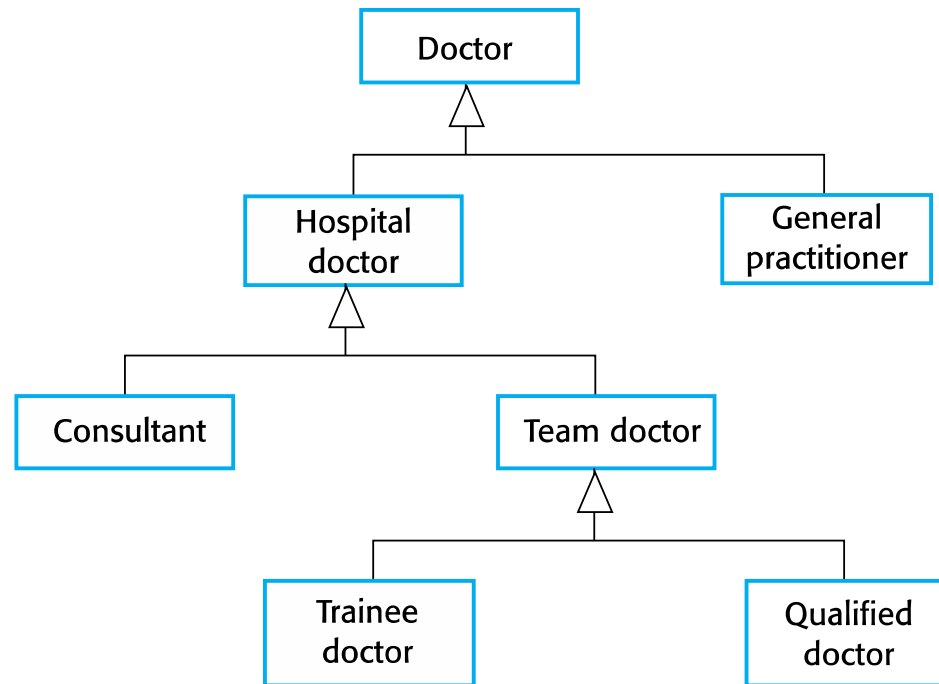 Doctor
Hospital
doctor
General
practitioner
Consultant
Team doctor
Trainee
doctor
Qualified
doctor